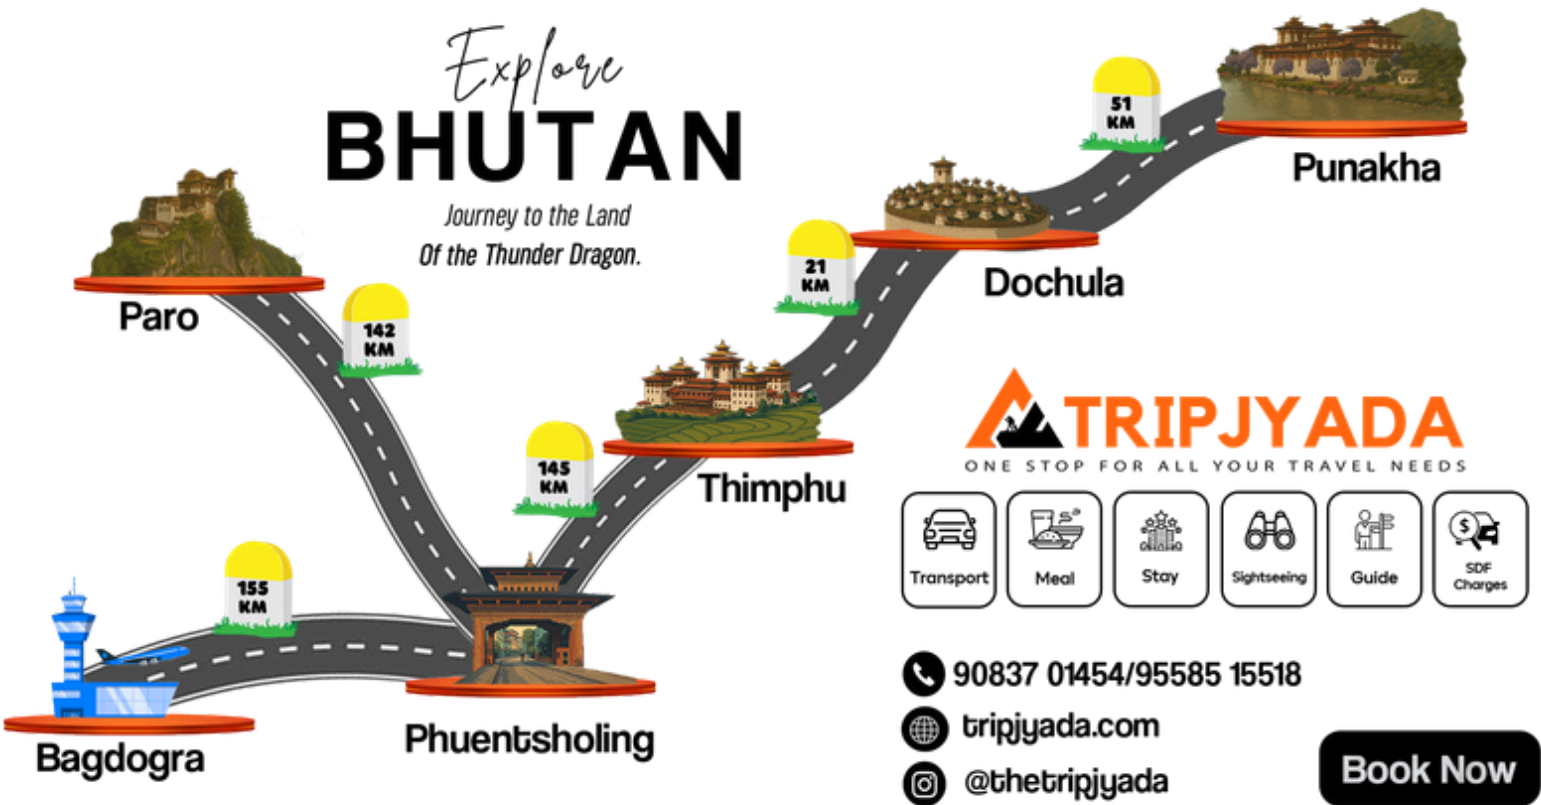 Explore
BHUTAN
Journey to the Land
Of the Thunder Dragon.
51
KM
Punakha
21
KM
Dochula
Paro
142
KM
145
KM
Thimphu
155
KM
Bagdogra
Phuentsholing
TRIPJYADA
ONE STOP FOR ALL YOUR TRAVEL NEEDS
Transport
Meal
Stay
Sightseeing
Guide
$
SDF
Charges
90837 01454/95585 15518
tripjyada.com
@thetripjyada
Book Now